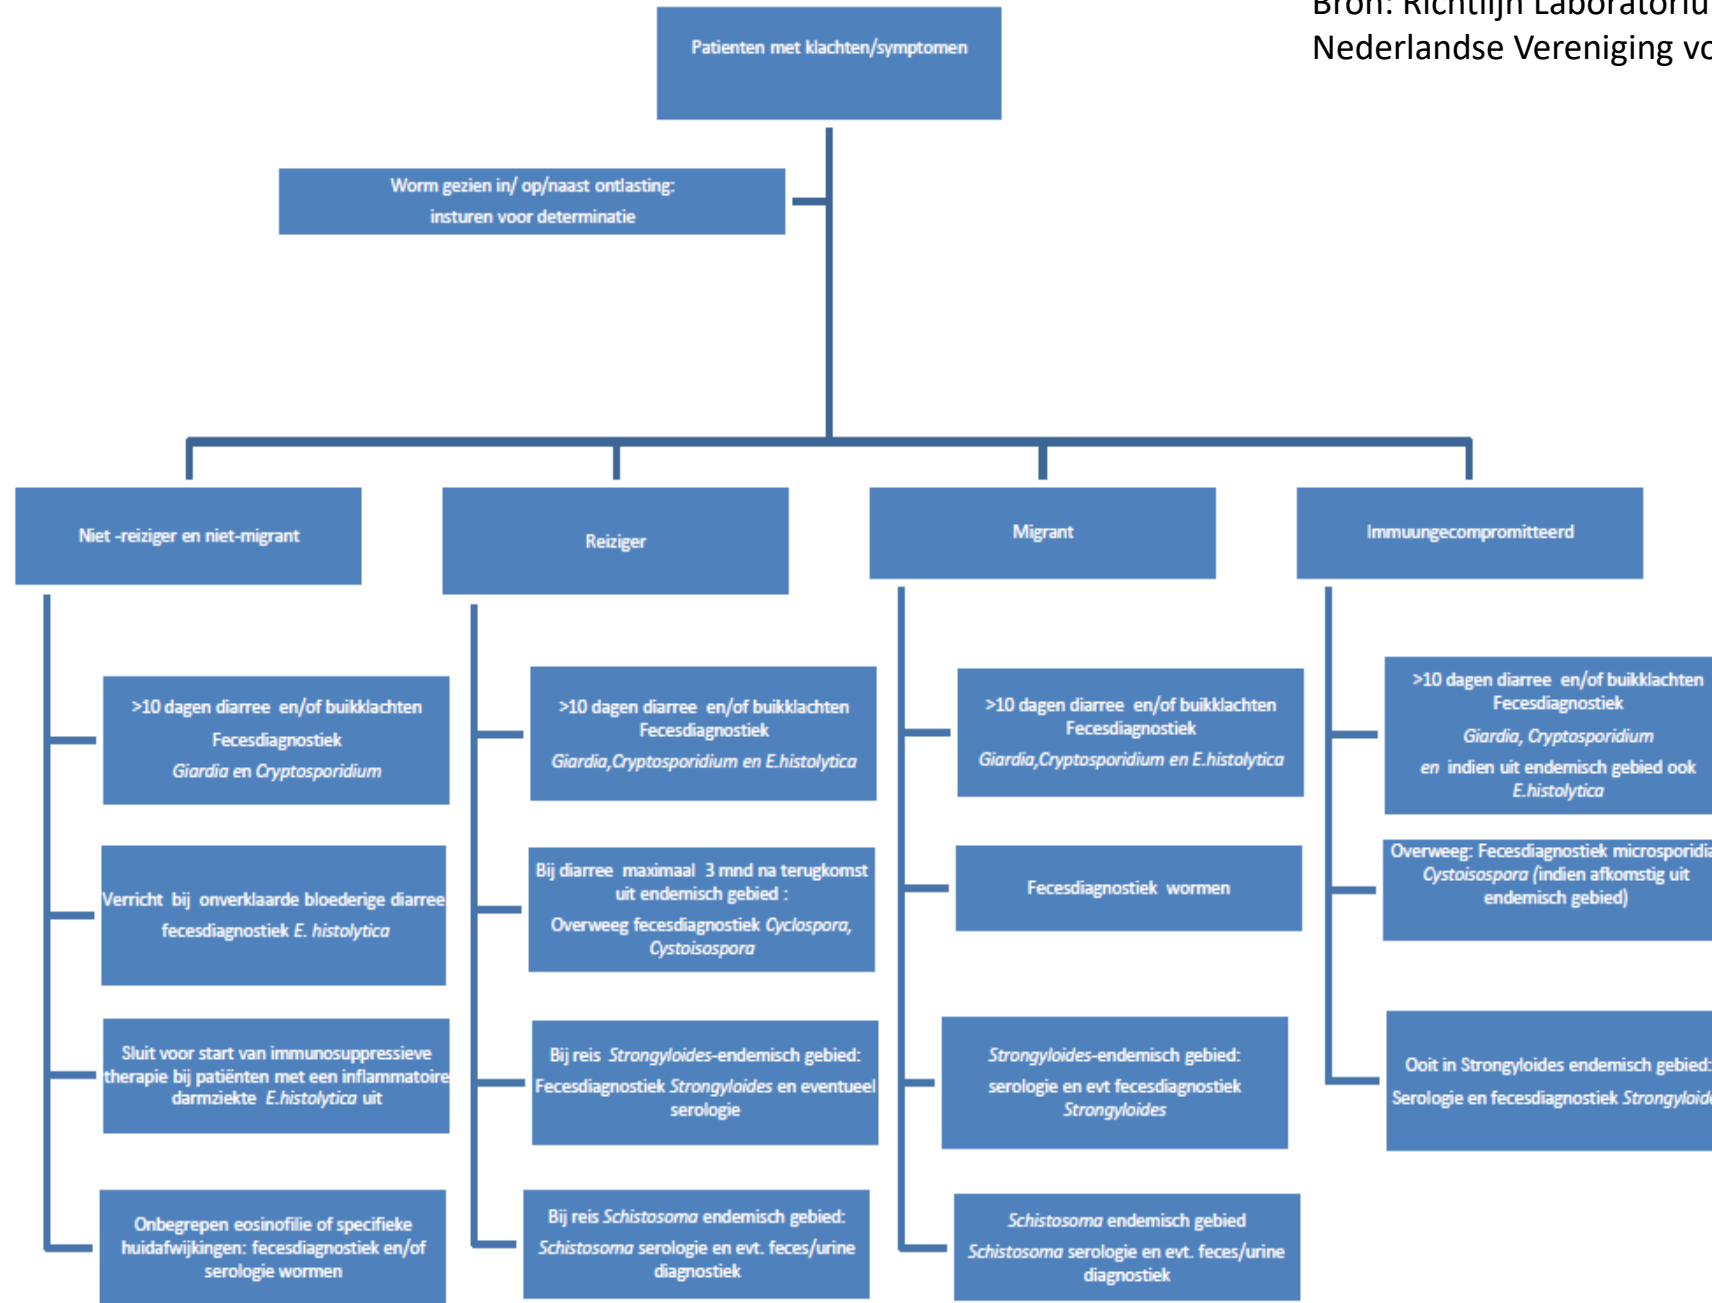 Bron: Richtlijn
Nederlandse Vereniging
Patienten met klachten/symptomen
Worm gezien in/ op/naast ontlasting:
insturen voor determinatie
Niet -reiziger en niet-migrant
Reiziger
Migrant
Immuungecompromitteerd
>10 dagen diarree en/of buikklachten
Fecesdiagnostiek
Giardia en Cryptosporidium
Verricht bij onverklaarde bloederige diarree
fecesdiagnostiek E. histolytica
Sluit voor start van immunosuppressieve
therapie bij patiënten met een inflammatoire
darmziekte E.histolytica uit
Onbegrepen eosinofilie of specifieke
huidafwijkingen: fecesdiagnostiek en/of
serologie wormen
>10 dagen diarree en/of buikklachten
Fecesdiagnostiek
Giardia,Cryptosporidium en E.histolytica
Bij diarree maximaal 3 mnd na terugkomst
uit endemisch gebied :
Overweeg fecesdiagnostiek Cyclospora,
Cystoisospora
Bij reis Strongyloides-endemisch gebied:
Fecesdiagnostiek Strongyloides en eventueel
serologie
Bij reis Schistosoma endemisch gebied:
Schistosoma serologie en evt. feces/urine
diagnostiek
>10 dagen diarree en/of buikklachten
Fecesdiagnostiek
Giardia,Cryptosporidium en E.histolytica
Fecesdiagnostiek wormen
Strongyloides-endemisch gebied:
serologie en evt fecesdiagnostiek
Strongyloides
Schistosoma endemisch gebied
Schistosoma serologie en evt. feces/urine
diagnostiek
>10 dagen diarree en/of buikklachten
Fecesdiagnostiek
Giardia, Cryptosporidium
en indien uit endemisch gebied ook
E.histolytica
Overweeg: Fecesdiagnostiek microsporidia
Cystoisospora (indien afkomstig uit
endemisch gebied)
Ooit in Strongyloides endemisch gebied:
Serologie en fecesdiagnostiek